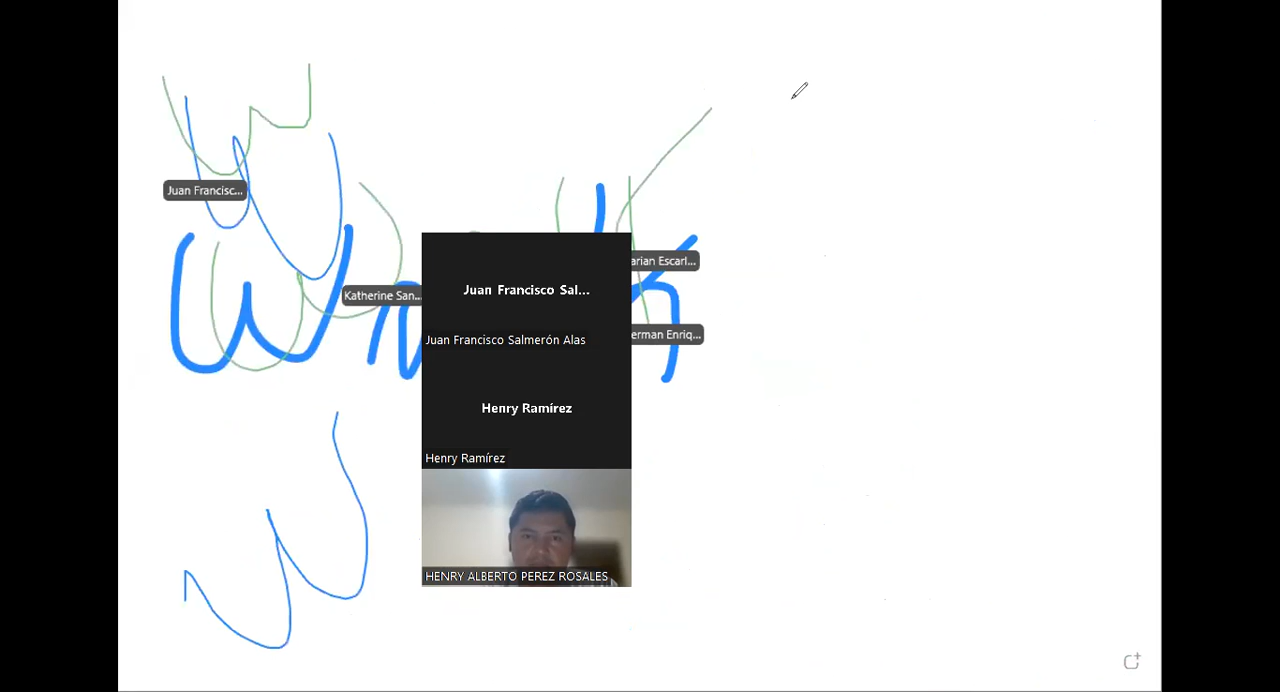 W
Juan Francisc...
W
arian Escarl...
Katherine San...
Juan Francisco Sal...
erman Enriq...
Juan Francisco Salmerón Alas
Henry Ramírez
Henry Ramírez
HENRY ALBERTO PEREZ ROSALES